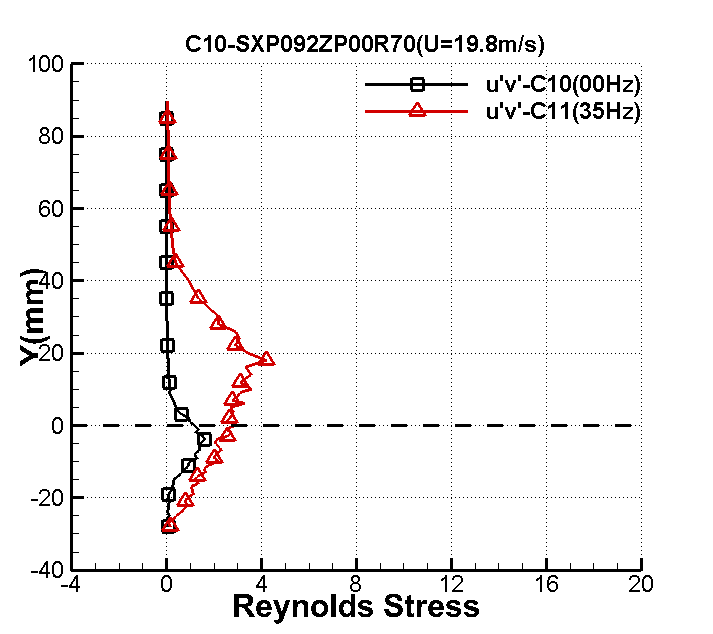 C10-SXP092ZP00R70(U=19.8m/s)
u'v'-C10(00Hz)
u'v'-C11(35Hz)
Y(mm)
100
80
60
40
20
0
-20
-40
-4 0 4 8 12 16 20
Reynolds Stress